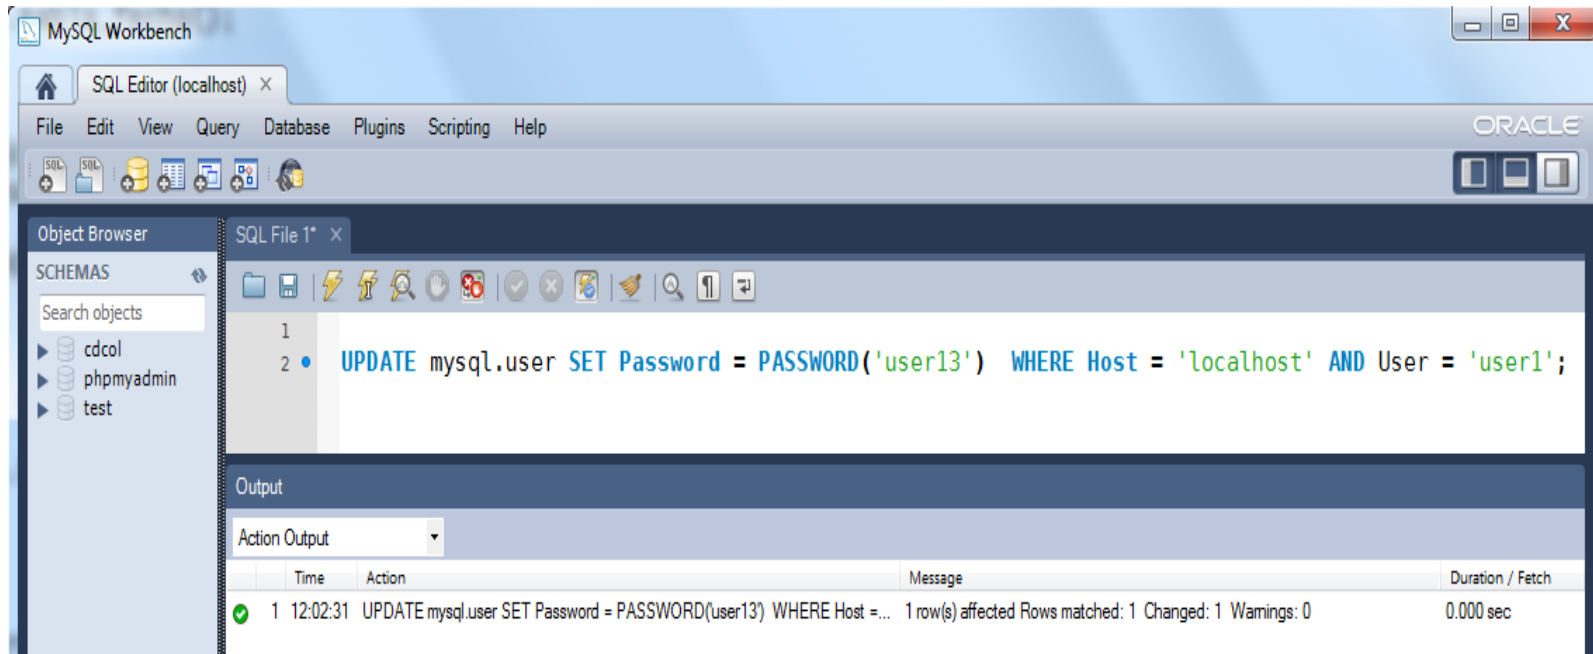 MySQL Workbench
SQL Editor (localhost)
File Edit View Query Database Plugins Scripting Help
ORACLE
SQL SQL
Object Browser
SQL File 1*
SCHEMAS
Search objects
cdcol
phpmyadmin
test
1
2 UPDATE mysql.user SET Password = PASSWORD('user13')  WHERE Host = 'localhost' AND User = 'user1';
Output
Action Output
Time Action Message Duration / Fetch
1 12:02:31 UPDATE mysql.user SET Password = PASSWORD('user13')  WHERE Host =... 1 row(s) affected Rows matched: 1  Changed: 1  Warnings: 0 0.000 sec